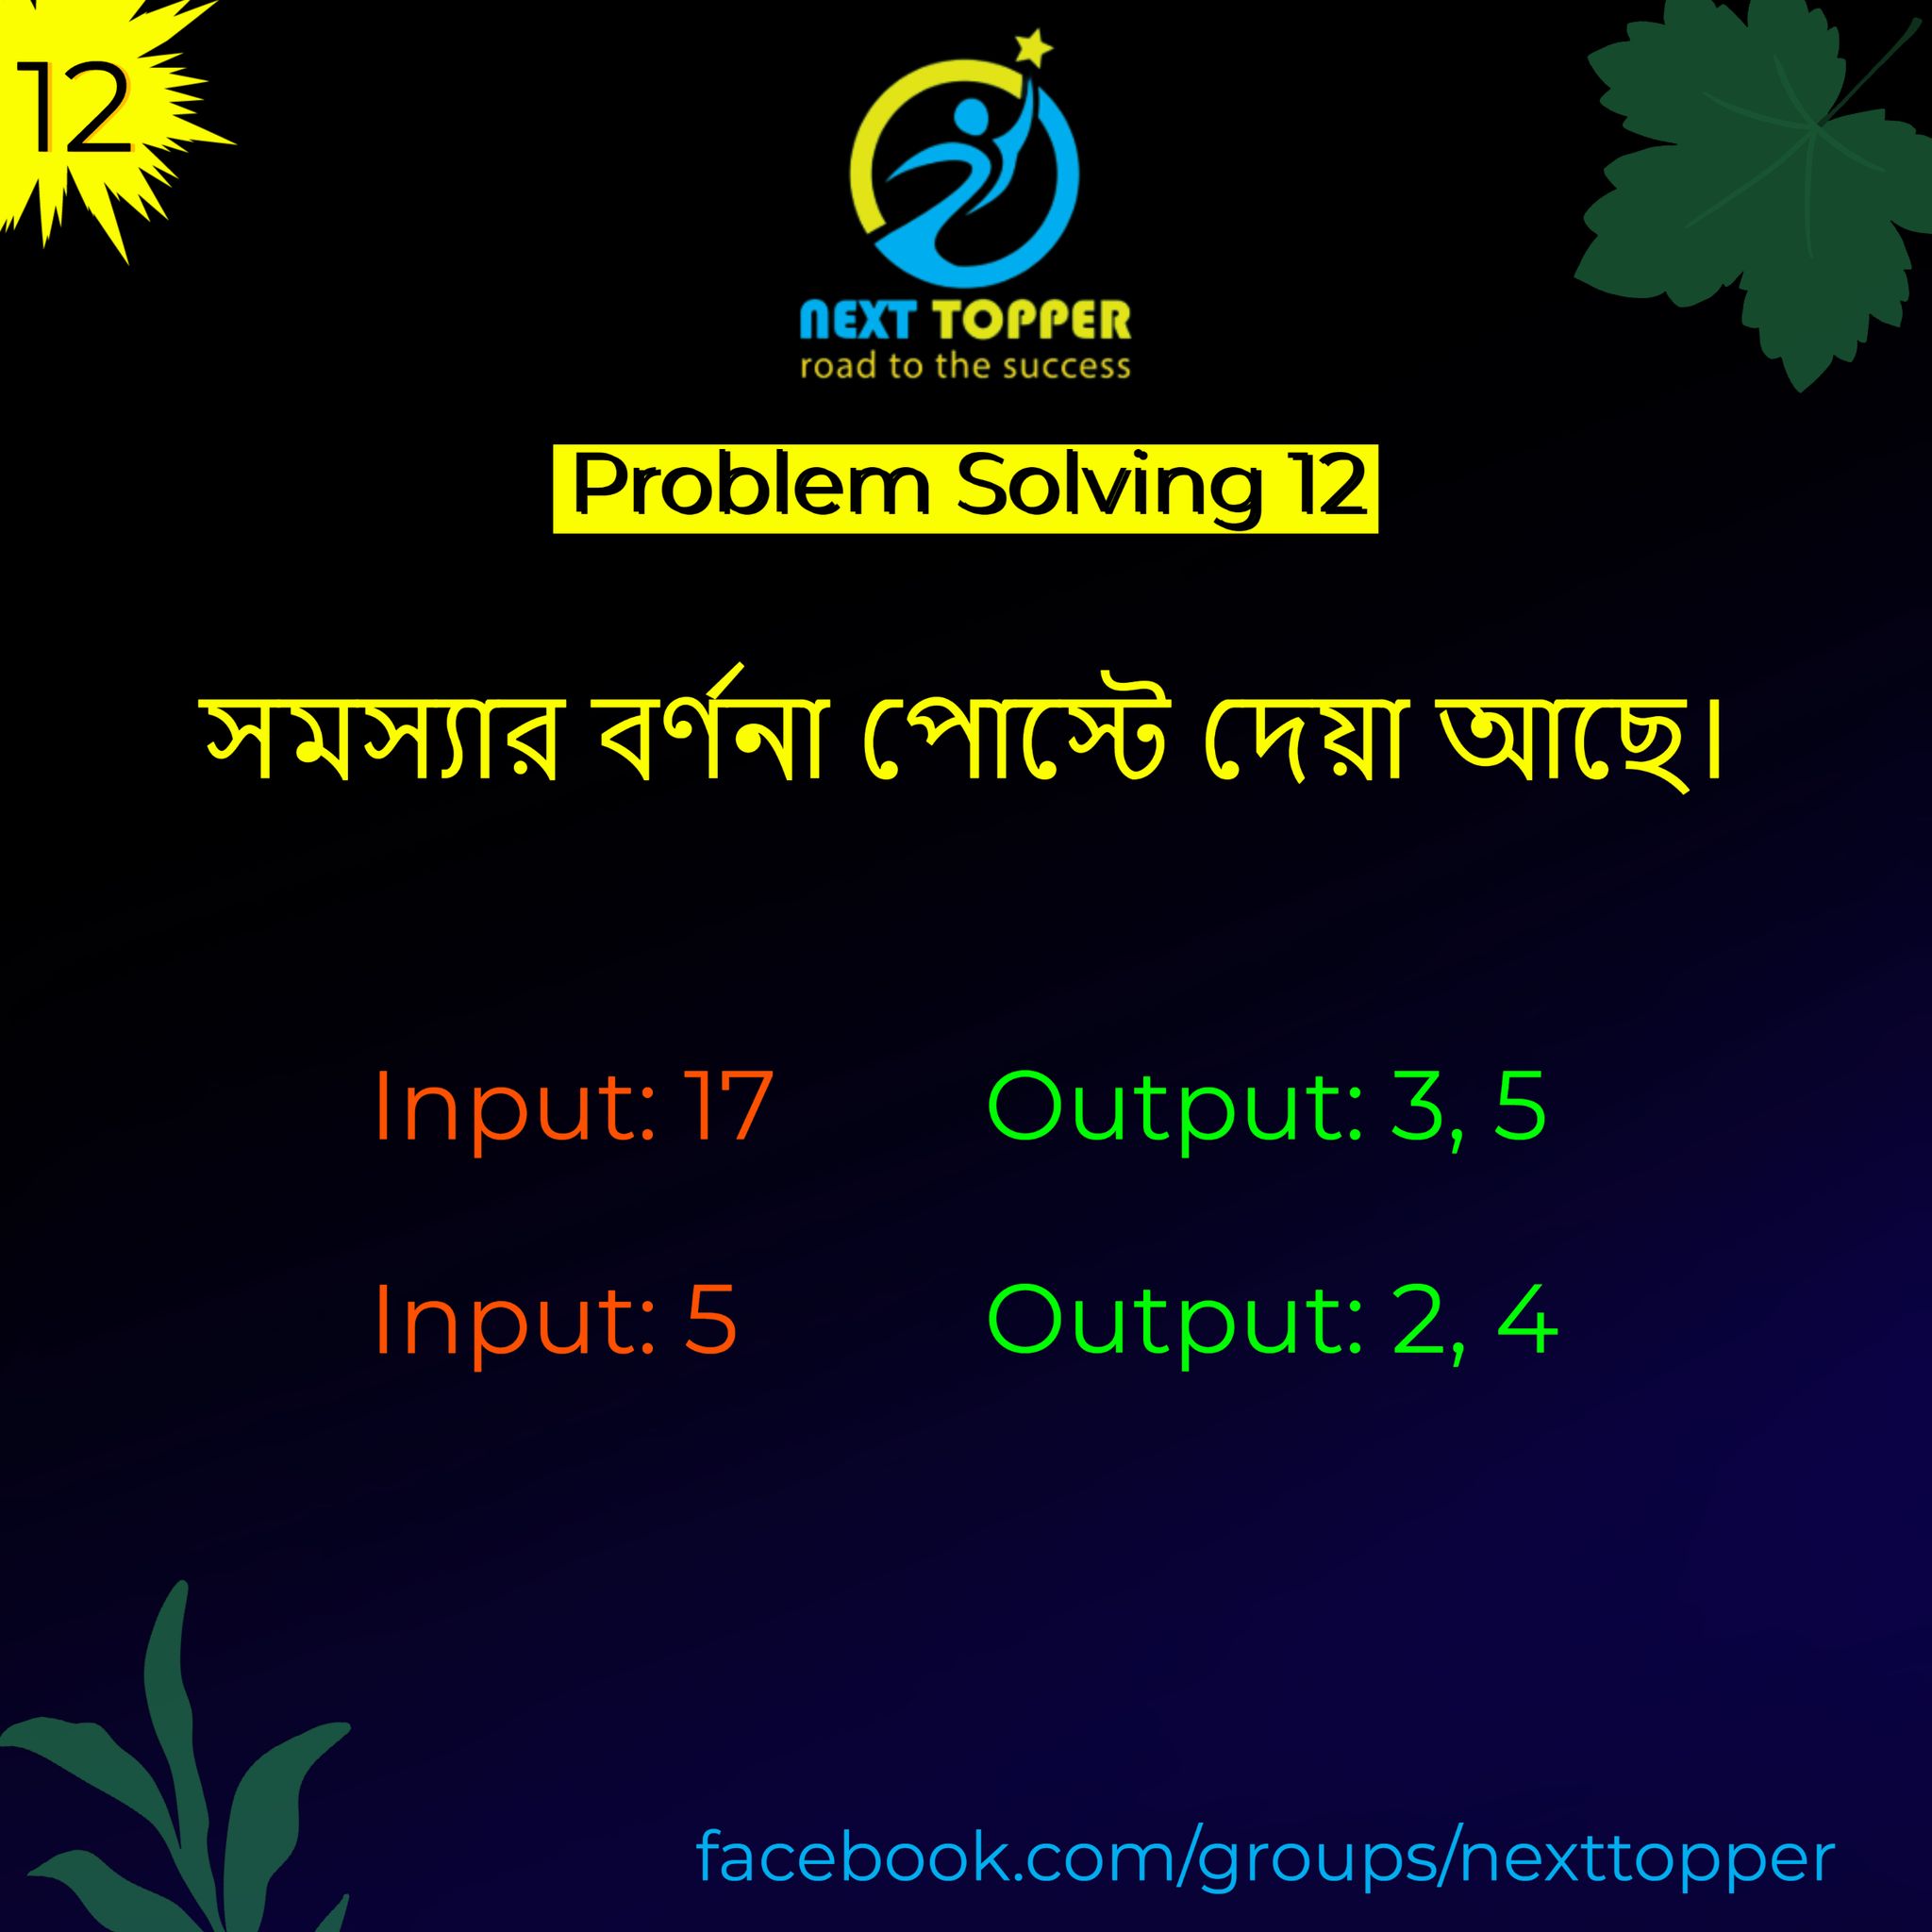 12
NEXT TOPPER
road to the success
Problem Solving 12
সমস্যার বর্ণনা পোস্টে দেয়া আছে।
Input: 17 Output: 3, 5
Input: 5 Output: 2, 4
facebook.com/groups/nexttopper